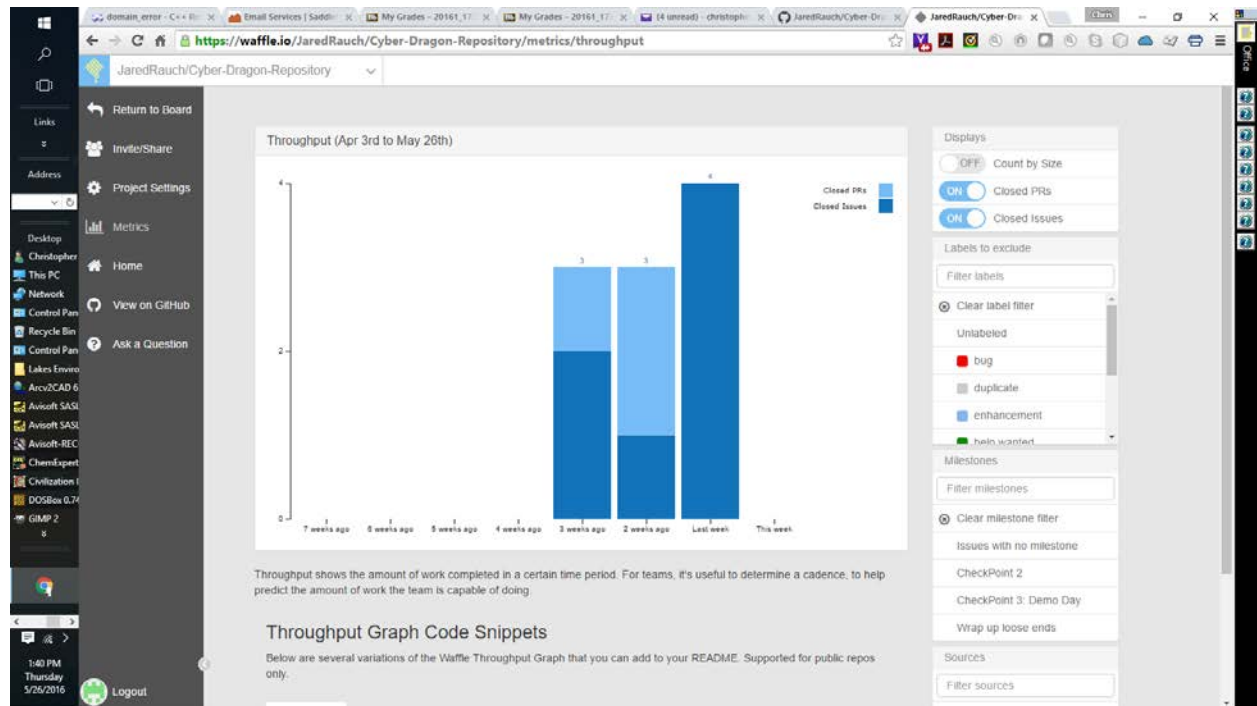 domain_error - C++
Email Services | Saddle
My Grades - 20161_17
My Grades - 20161_17
(4 unread) - christoph
JaredRauch/Cyber-Dr
JaredRauch/Cyber-Dra
Chris
https://waffle.io/JaredRauch/Cyber-Dragon-Repository/metrics/throughput
Office
JaredRauch/Cyber-Dragon-Repository
Links
Address
Desktop
Christopher
This PC
Network
Control Pan
Recycle Bin
Control Pan
Lakes Enviro
Arcv2CAD 6
Avisoft SASL
Avisoft SASL
Avisoft-REC
ChemExpert
Civilization
DOSBox 0.74
GIMP 2
1:40 PM
Thursday
5/26/2016
Return to Board
Invite/Share
Project Settings
Metrics
Home
View on GitHub
Ask a Question
Logout
Throughput (Apr 3rd to May 26th)
4
2
0
3
3
4
Closed PRs
Closed Issues
7 weeks ago 6 weeks ago 5 weeks ago 4 weeks ago 3 weeks ago 2 weeks ago Last week This week
Throughput shows the amount of work completed in a certain time period. For teams, it's useful to determine a cadence, to help
predict the amount of work the team is capable of doing.
Throughput Graph Code Snippets
Below are several variations of the Waffle Throughput Graph that you can add to your README. Supported for public repos
only.
Displays
OFF Count by Size
ON Closed PRs
ON Closed Issues
Labels to exclude
Filter labels
Clear label filter
Unlabeled
bug
duplicate
enhancement
help wanted
Milestones
Filter milestones
Clear milestone filter
Issues with no milestone
CheckPoint 2
CheckPoint 3: Demo Day
Wrap up loose ends
Sources
Filter sources